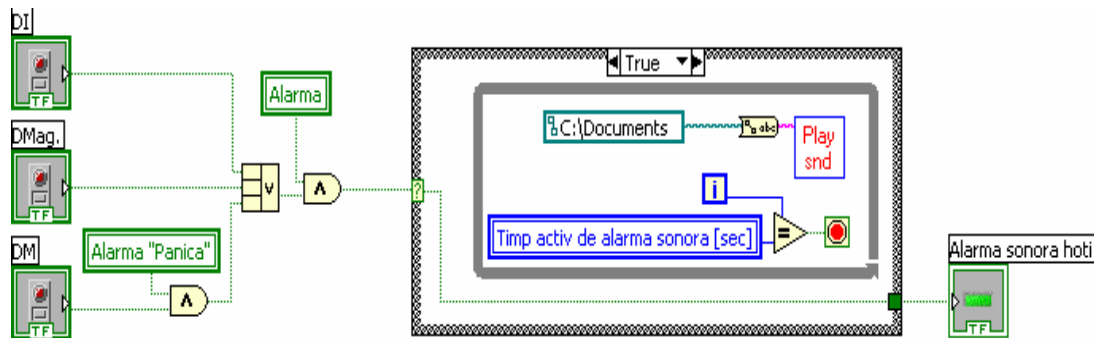 DI
TF
DMag.
TF
DM
TF
Alarma "Panica"
Alarma
V
Λ
Λ
?
True
C:\Documents
abc
Play
snd
i
Timp activ de alarma sonora [sec]
=
Alarma sonora hoti
TF